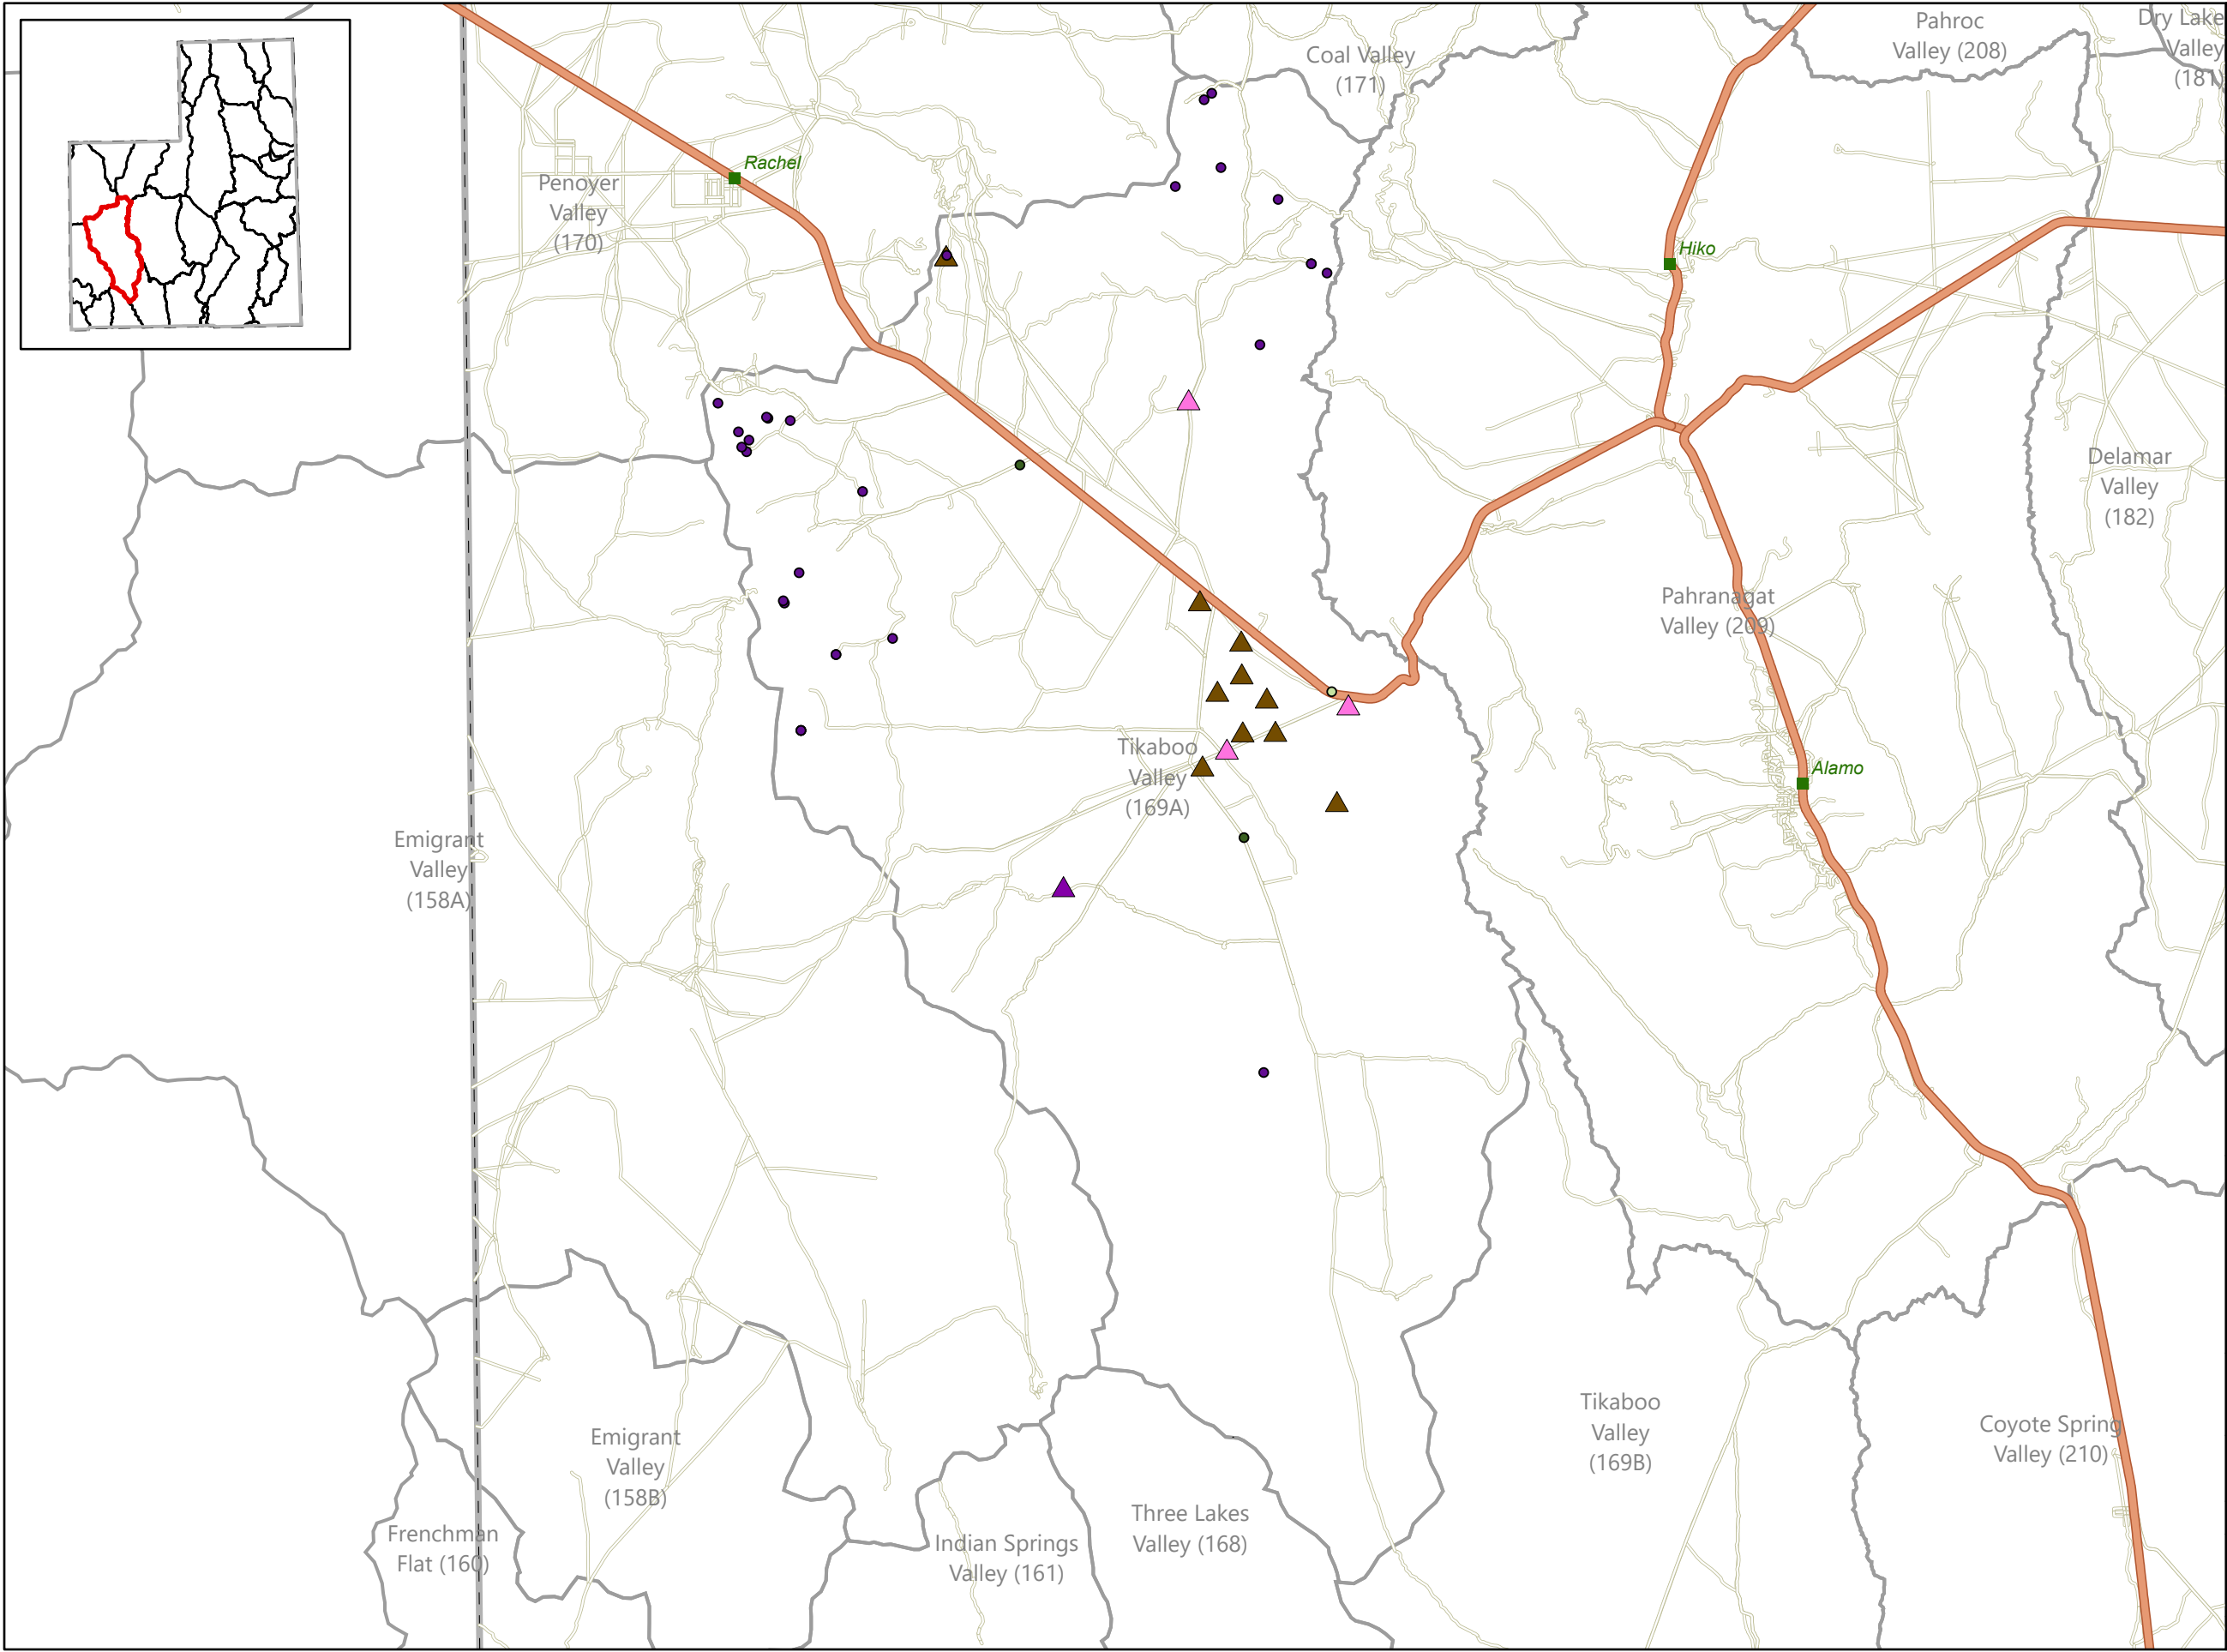 Pahroc
Valley (208)
Dry Lake
Valley
(181)
Coal Valley
(171)
Rachel
Penoyer
Valley
(170)
Hiko
Delamar
Valley
(182)
Pahranagat
Valley (209)
Tikaboo
Valley
(169A)
Alamo
Emigrant
Valley
(158A)
Tikaboo
Valley
(169B)
Coyote Spring
Valley (210)
Emigrant
Valley
(158B)
Three Lakes
Valley (168)
Frenchman
Flat (160)
Indian Springs
Valley (161)